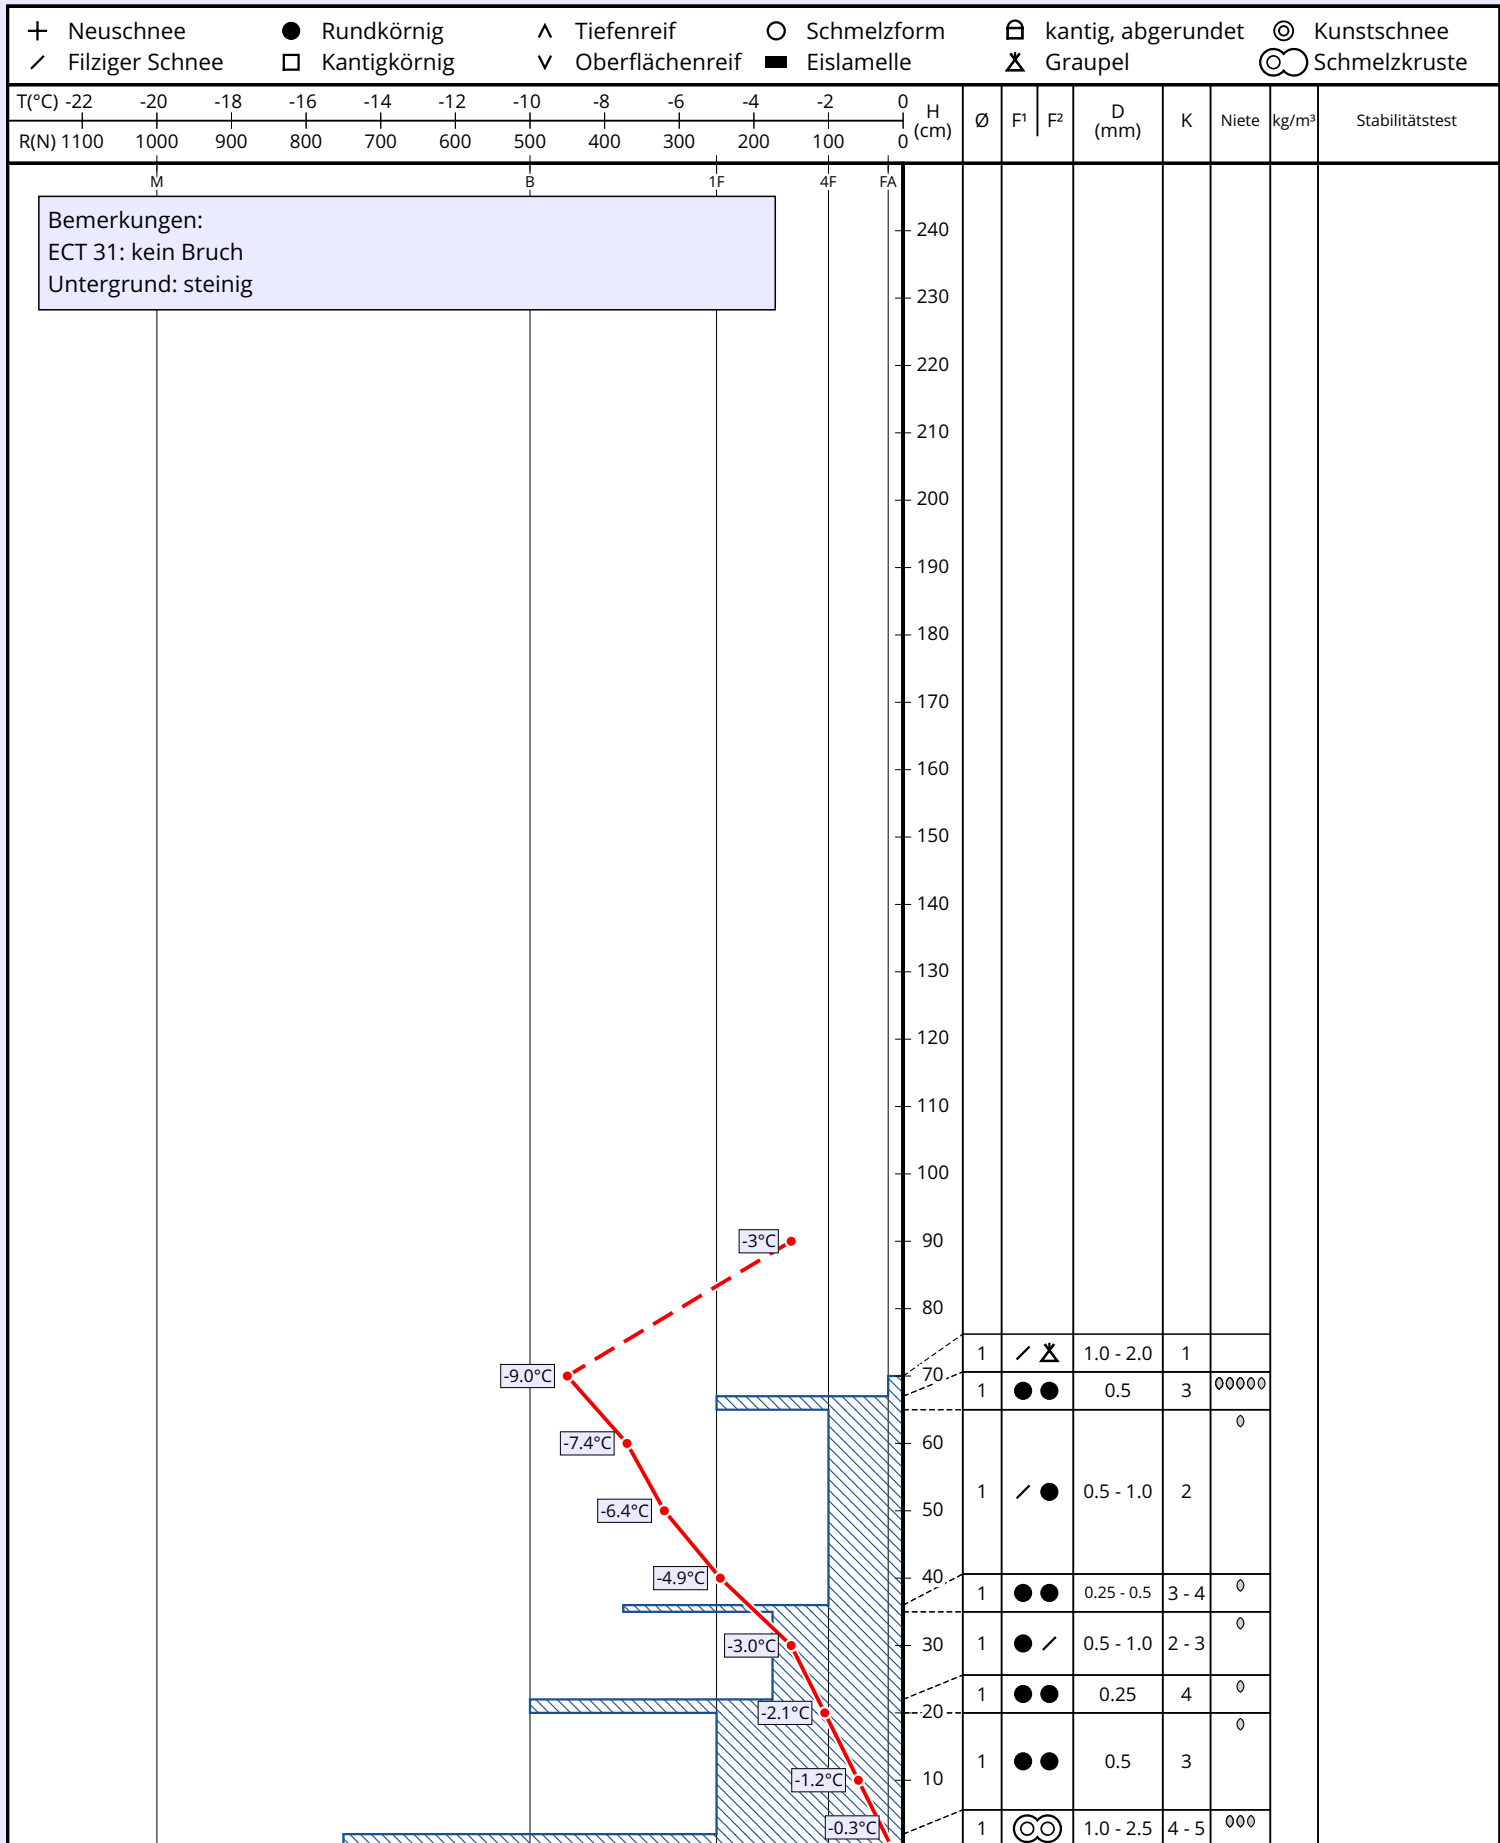 Neuschnee Rundkörnig Tiefenreif Schmelzform kantig, abgerundet Kunstschnee
Filziger Schnee Kantigkörnig Oberflächenreif Eislamelle Graupel Schmelzkruste
T(°C) -22 -20 -18 -16 -14 -12 -10 -8 -6 -4 -2 0
R(N) 1100 1000 900 800 700 600 500 400 300 200 100 0
H (cm) Ø F¹ F² D (mm) K Niete kg/m³ Stabilitätstest
M B 1F 4F FA
Bemerkungen:
ECT 31: kein Bruch
Untergrund: steinig
240
230
220
210
200
190
180
170
160
150
140
130
120
110
100
-3°C 90
80
1 1.0 - 2.0 1
-9.0°C 70
1 0.5 3
-7.4°C 60
1 0.5 - 1.0 2
-6.4°C 50
-4.9°C 40
1 0.25 - 0.5 3 - 4
-3.0°C 30
1 0.5 - 1.0 2 - 3
1 0.25 4
-2.1°C 20
1 0.5 3
-1.2°C 10
-0.3°C
1 1.0 - 2.5 4 - 5